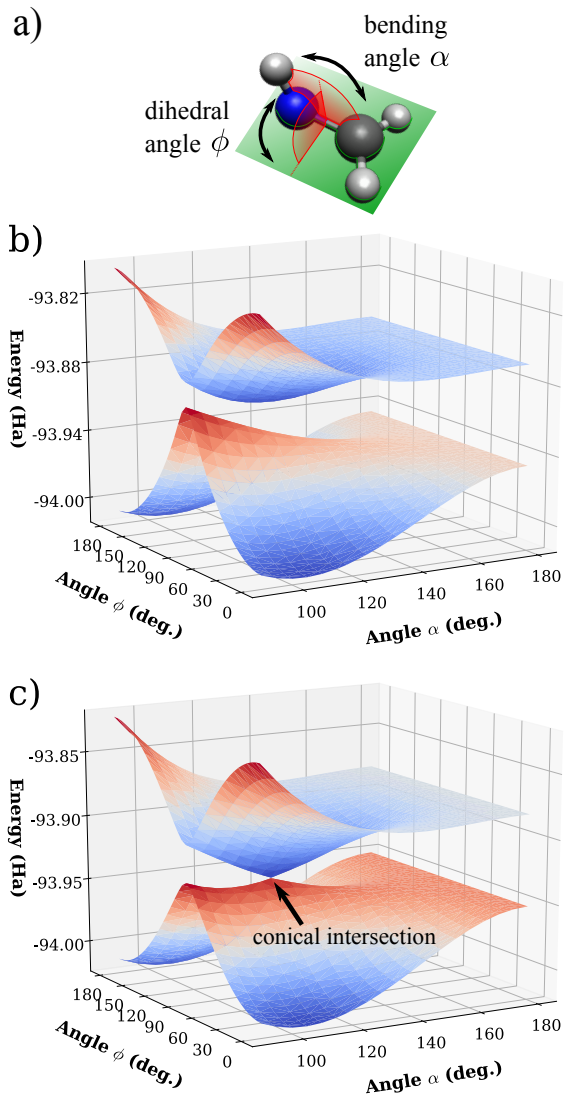 a)
bending
angle α
dihedral
angle ϕ
b)
Energy (Ha)
-93.82
-93.88
-93.94
-94.00
180
150
120
90
60
30
0
Angle ϕ (deg.)
100
120
140
160
180
Angle α (deg.)
c)
Energy (Ha)
-93.85
-93.90
-93.95
-94.00
conical intersection
180
150
120
90
60
30
0
Angle ϕ (deg.)
100
120
140
160
180
Angle α (deg.)